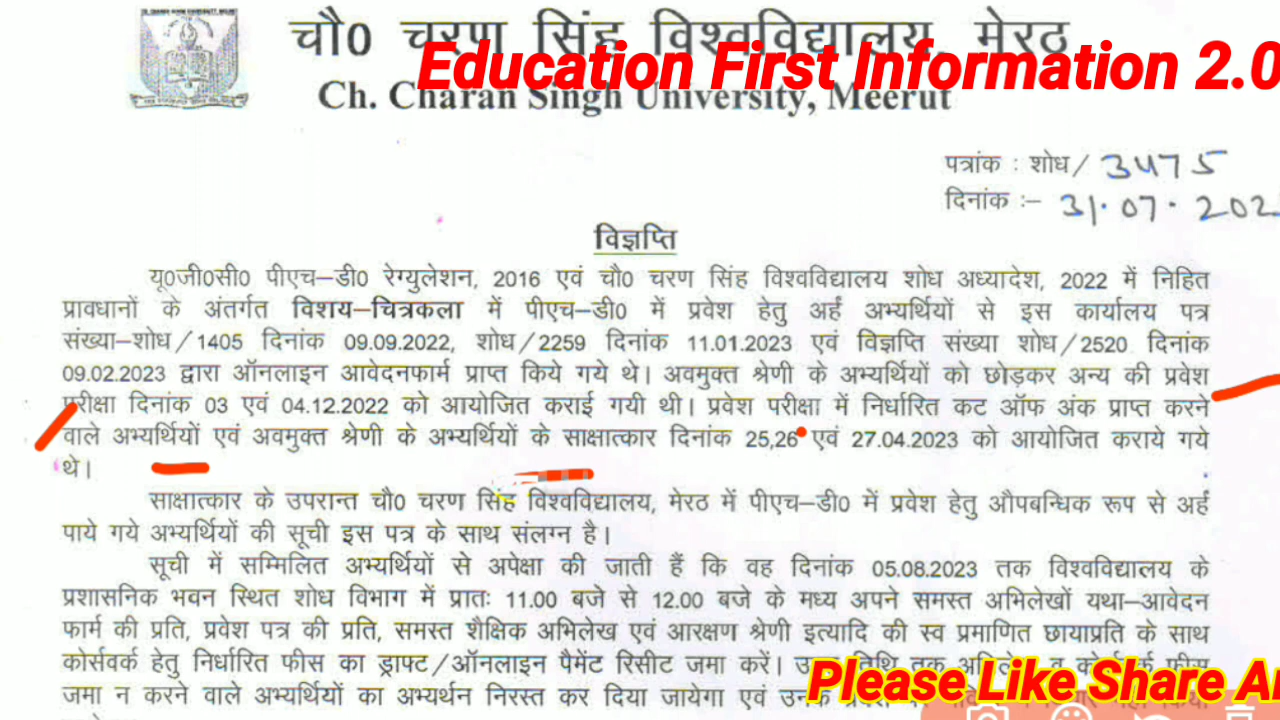 चौ0 चरण सिंह विश्वविद्यालय, मेरठ
Education First Information 2.0
Ch. Charan Singh University, Meerut
पत्रांक : शोध/ 3475
दिनांक :– 31.07.202
विज्ञप्ति
यू0जी0सी0 पीएच–डी0 रेग्युलेशन, 2016 एवं चौ0 चरण सिंह विश्वविद्यालय शोध अध्यादेश, 2022 में निहित
प्रावधानों के अंतर्गत विशय–चित्रकला में पीएच–डी0 में प्रवेश हेतु अर्ह अभ्यर्थियों से इस कार्यालय पत्र
संख्या–शोध/1405 दिनांक 09.09.2022, शोध/2259 दिनांक 11.01.2023 एवं विज्ञप्ति संख्या शोध/2520 दिनांक
09.02.2023 द्वारा ऑनलाइन आवेदनफार्म प्राप्त किये गये थे। अवमुक्त श्रेणी के अभ्यर्थियों को छोड़कर अन्य की प्रवेश
परीक्षा दिनांक 03 एवं 04.12.2022 को आयोजित कराई गयी थी। प्रवेश परीक्षा में निर्धारित कट ऑफ अंक प्राप्त करने
वाले अभ्यर्थियों एवं अवमुक्त श्रेणी के अभ्यर्थियों के साक्षात्कार दिनांक 25,26 एवं 27.04.2023 को आयोजित कराये गये
थे।
साक्षात्कार के उपरान्त चौ0 चरण सिंह विश्वविद्यालय, मेरठ में पीएच–डी0 में प्रवेश हेतु औपबन्धिक रूप से अर्ह
पाये गये अभ्यर्थियों की सूची इस पत्र के साथ संलग्न है।
सूची में सम्मिलित अभ्यर्थियों से अपेक्षा की जाती हैं कि वह दिनांक 05.08.2023 तक विश्वविद्यालय के
प्रशासनिक भवन स्थित शोध विभाग में प्रातः 11.00 बजे से 12.00 बजे के मध्य अपने समस्त अभिलेखों यथा–आवेदन
फार्म की प्रति, प्रवेश पत्र की प्रति, समस्त शैक्षिक अभिलेख एवं आरक्षण श्रेणी इत्यादि की स्व प्रमाणित छायाप्रति के साथ
कोर्सवर्क हेतु निर्धारित फीस का ड्राफ्ट/ऑनलाइन पैमेंट रिसीट जमा करें। तिथि तक
जमा न करने वाले अभ्यर्थियों का अभ्यर्थन निरस्त कर दिया जायेगा एवं
Please Like Share